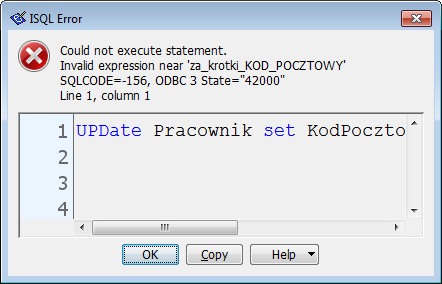 ISQL Error
Could not execute statement.
Invalid expression near 'za_krotki_KOD_POCZTOWY'
SQLCODE=-156, ODBC 3 State="42000"
Line 1, column 1
1 UPDate Pracownik set KodPoczto
2
3
4
OK Copy Help